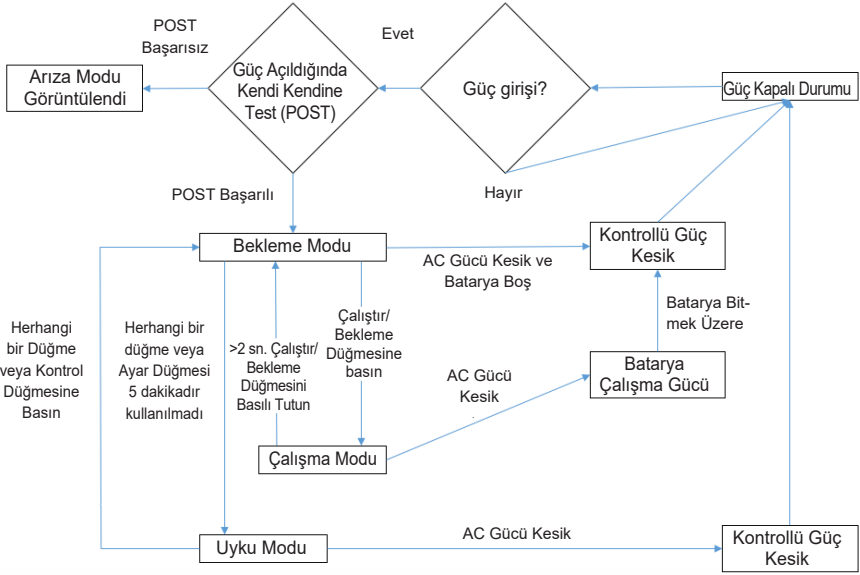 POST
Başarısız
Evet
Arıza Modu
Görüntülendi
Güç Açıldığında
Kendi Kendine
Test (POST)
Güç girişi?
Güç Kapalı Durumu
POST Başarılı
Hayır
Bekleme Modu
AC Gücü Kesik ve
Batarya Boş
Kontrollü Güç
Kesik
Herhangi
bir Düğme
veya Kontrol
Düğmesine
Basın
Herhangi bir
düğme veya
Ayar Düğmesi
5 dakikadır
kullanılmadı
>2 sn. Çalıştır/
Bekleme
Düğmesini
Basılı Tutun
Çalıştır/
Bekleme
Düğmesine
basın
Batarya Bit-
mek Üzere
AC Gücü
Kesik
Batarya
Çalışma Gücü
Çalışma Modu
Uyku Modu
AC Gücü Kesik
Kontrollü Güç
Kesik